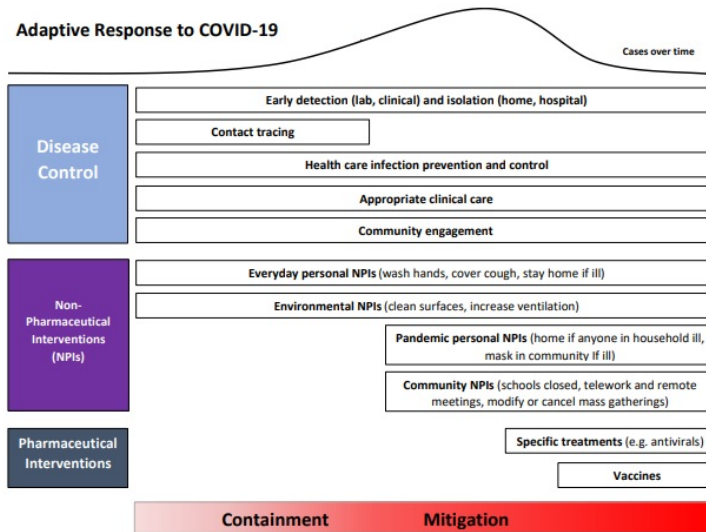 Adaptive Response to COVID-19
Cases over time
Disease
Control
Early detection (lab, clinical) and isolation (home, hospital)
Contact tracing
Health care infection prevention and control
Appropriate clinical care
Community engagement
Non-
Pharmaceutical
Interventions
(NPIs)
Everyday personal NPIs (wash hands, cover cough, stay home if ill)
Environmental NPIs (clean surfaces, increase ventilation)
Pandemic personal NPIs (home if anyone in household ill,
mask in community If ill)
Community NPIs (schools closed, telework and remote
meetings, modify or cancel mass gatherings)
Pharmaceutical
Interventions
Specific treatments (e.g. antivirals)
Vaccines
Containment
Mitigation